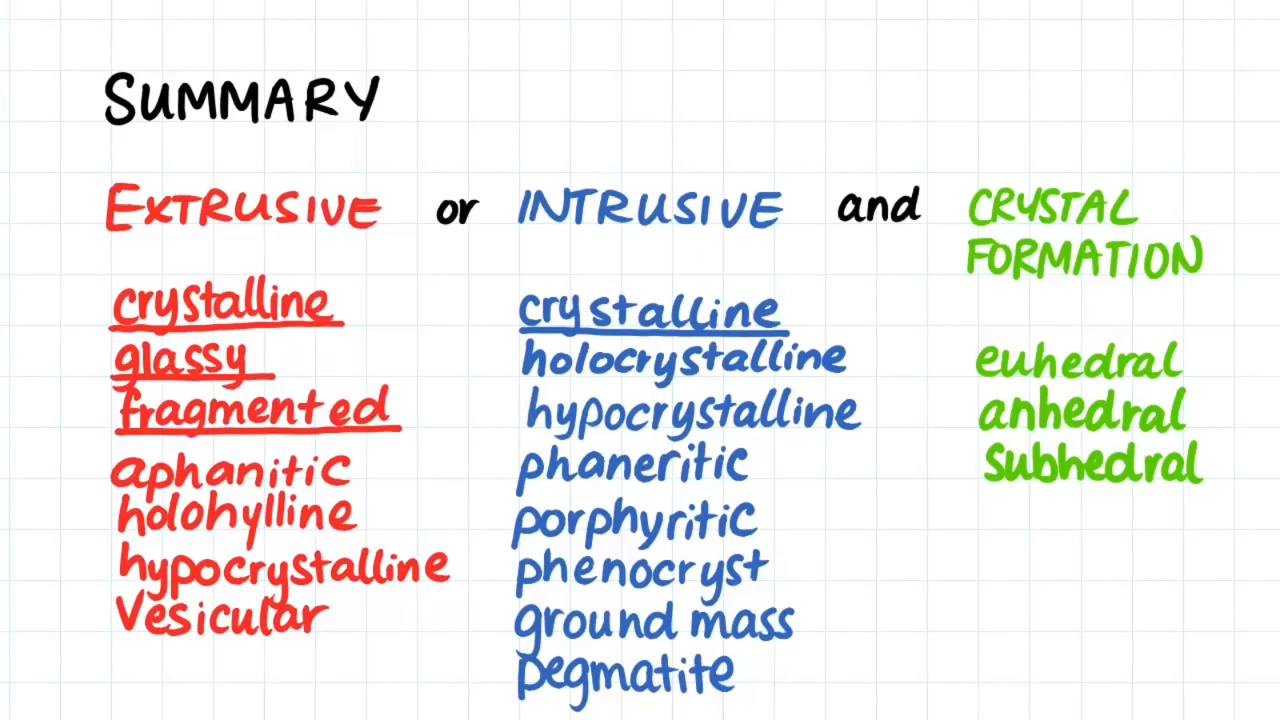 SUMMARY
EXTRUSIVE or INTRUSIVE and CRYSTAL FORMATION
crystalline
glassy
fragmented
aphanitic
holohylline
hypocrystalline
Vesicular
crystalline
holocrystalline
hypocrystalline
phaneritic
porphyritic
phenocryst
ground mass
pegmatite
euhedral
anhedral
subhedral